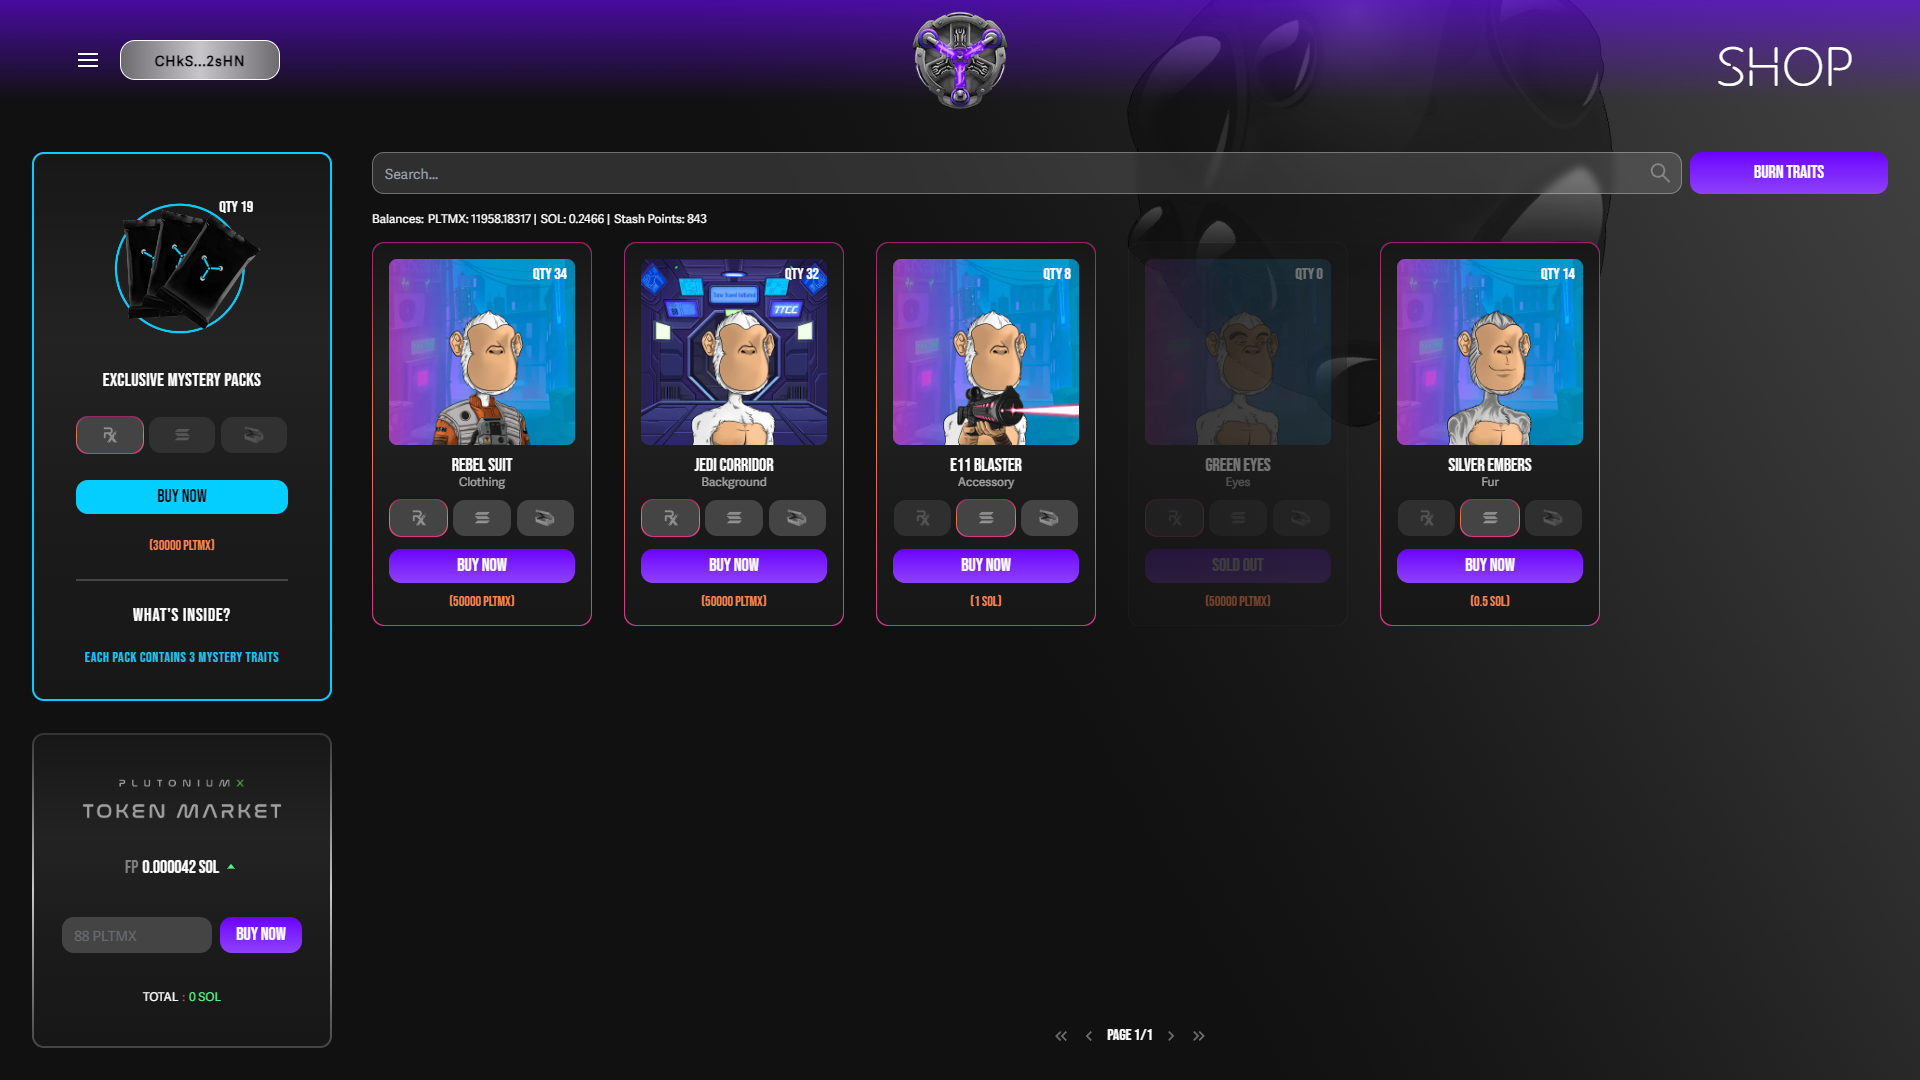 CHkS...2sHN
SHOP
QTY 19
EXCLUSIVE MYSTERY PACKS
BUY NOW
(30000 PLTMX)
WHAT'S INSIDE?
EACH PACK CONTAINS 3 MYSTERY TRAITS
PLUTONIUM X
TOKEN MARKET
FP 0.000042 SOL
88 PLTMX
BUY NOW
TOTAL : 0 SOL
Search...
BURN TRAITS
Balances: PLTMX: 11958.18317 | SOL: 0.2466 | Stash Points: 843
QTY 34
REBEL SUIT
Clothing
BUY NOW
(50000 PLTMX)
QTY 32
TTCC
JEDI CORRIDOR
Background
BUY NOW
(50000 PLTMX)
QTY 8
E11 BLASTER
Accessory
BUY NOW
(1 SOL)
QTY 0
GREEN EYES
Eyes
SOLD OUT
(50000 PLTMX)
QTY 14
SILVER EMBERS
Fur
BUY NOW
(0.5 SOL)
PAGE 1/1